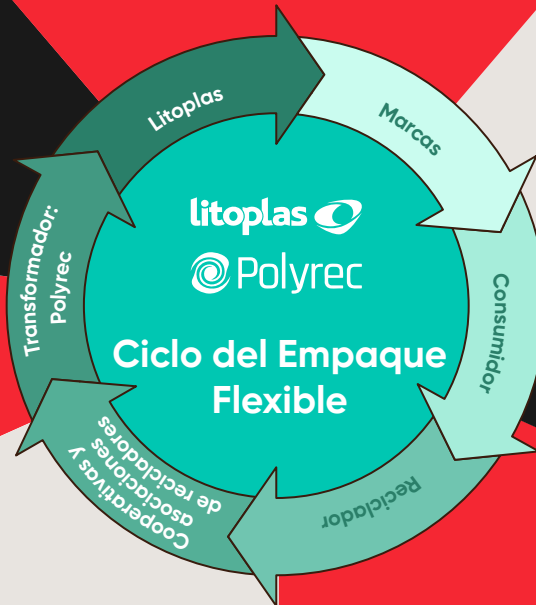 litoplas
Polyrec
Ciclo del Empaque
Flexible
Litoplas
Marcas
Consumidor
Reciclador
Cooperativas y
asociaciones
de recicladores
Transformador:
Polyrec